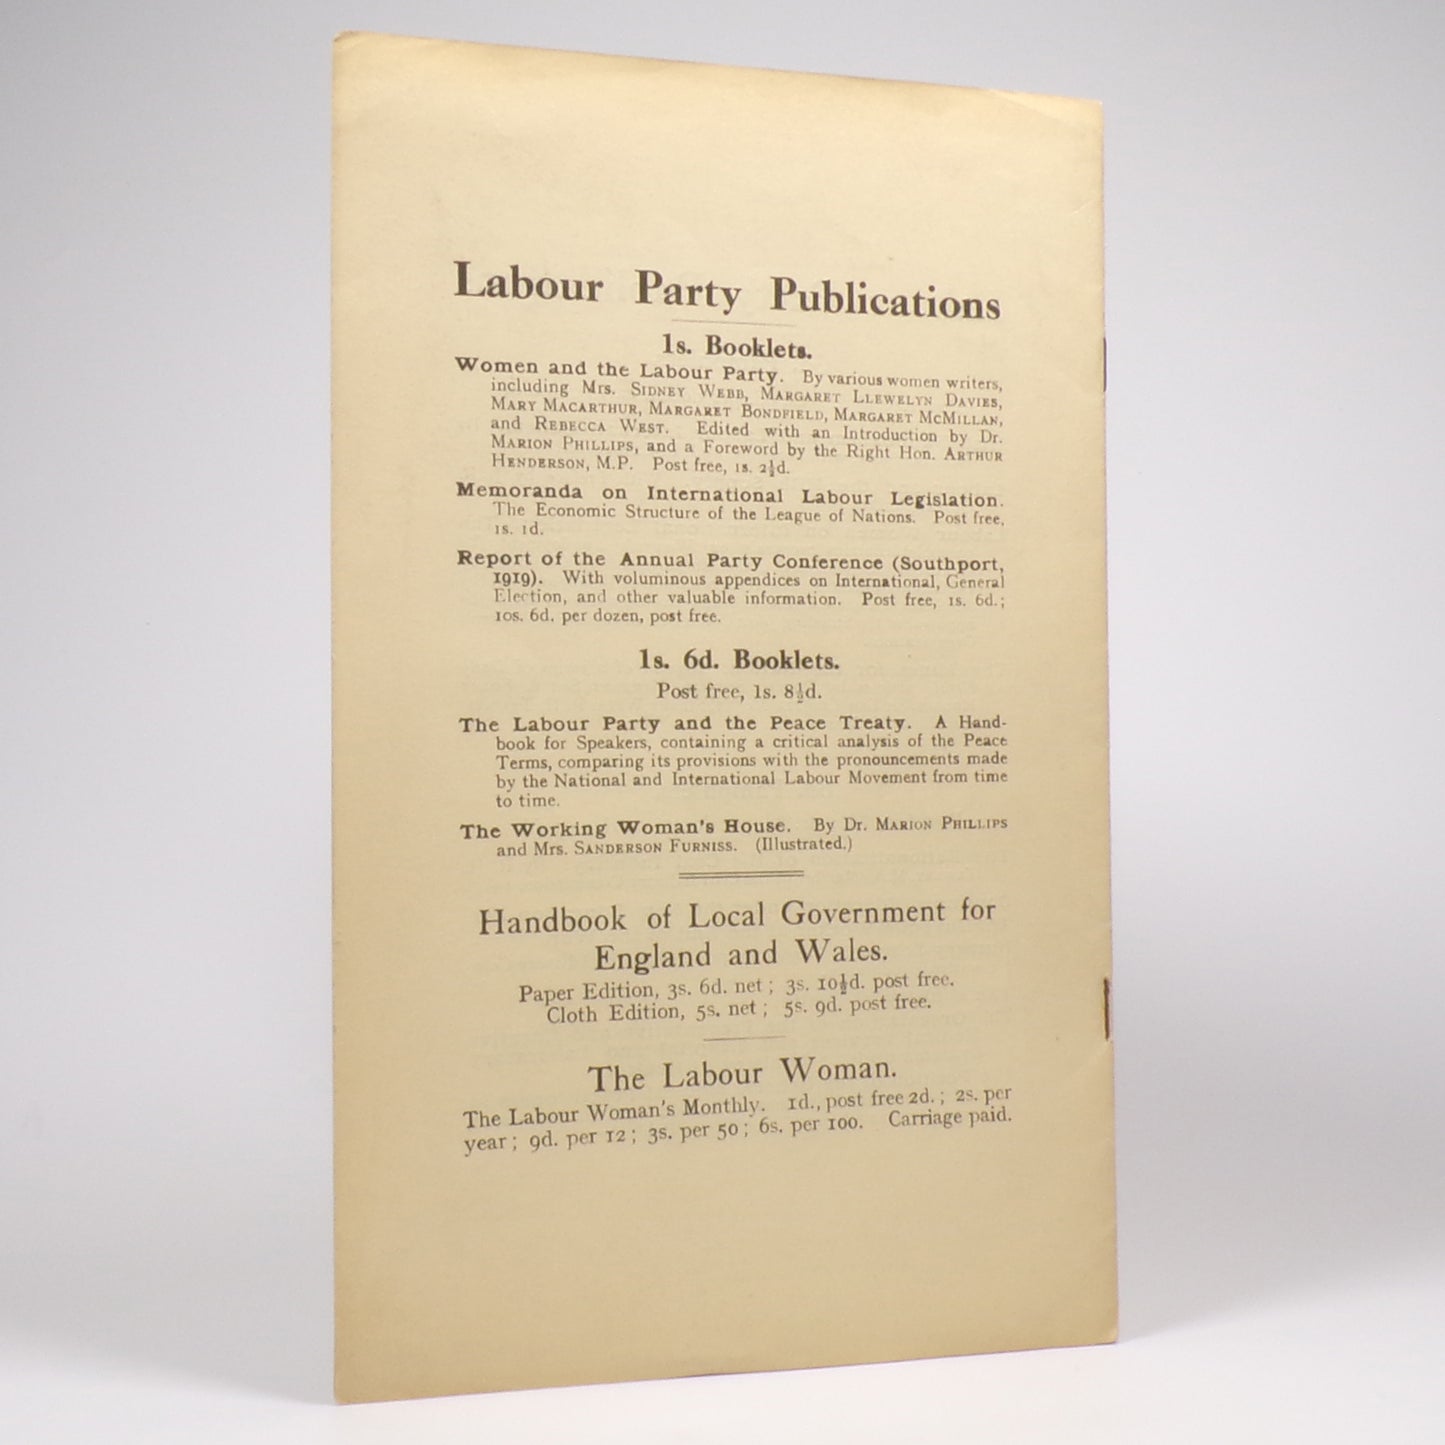 Labour Party Publications
1s. Booklets.
Women and the Labour Party. By various women writers,
including Mrs. SIDNEY WEBB, MARGARET LLEWELYN DAVIES,
MARY MACARTHUR, MARGARET BONDFIELD, MARGARET MCMILLAN,
and REBECCA WEST. Edited with an Introduction by Dr.
MARION PHILLIPS, and a Foreword by the Right Hon. ARTHUR
HENDERSON, M.P. Post free, 1s. 2½d.
Memoranda on International Labour Legislation.
The Economic Structure of the League of Nations. Post free,
1s. 1d.
Report of the Annual Party Conference (Southport,
1919). With voluminous appendices on International, General
Election, and other valuable information. Post free, 1s. 6d.;
10s. 6d. per dozen, post free.
1s. 6d. Booklets.
Post free, 1s. 8½d.
The Labour Party and the Peace Treaty. A Hand-
book for Speakers, containing a critical analysis of the Peace
Terms, comparing its provisions with the pronouncements made
by the National and International Labour Movement from time
to time.
The Working Woman's House. By Dr. MARION PHILLIPS
and Mrs. SANDERSON FURNISS. (Illustrated.)
Handbook of Local Government for
England and Wales.
Paper Edition, 3s. 6d. net; 3s. 10½d. post free.
Cloth Edition, 5s. net; 5s. 9d. post free.
The Labour Woman.
The Labour Woman's Monthly. 1d., post free 2d.; 2s. per
year; 9d. per 12; 3s. per 50; 6s. per 100. Carriage paid.